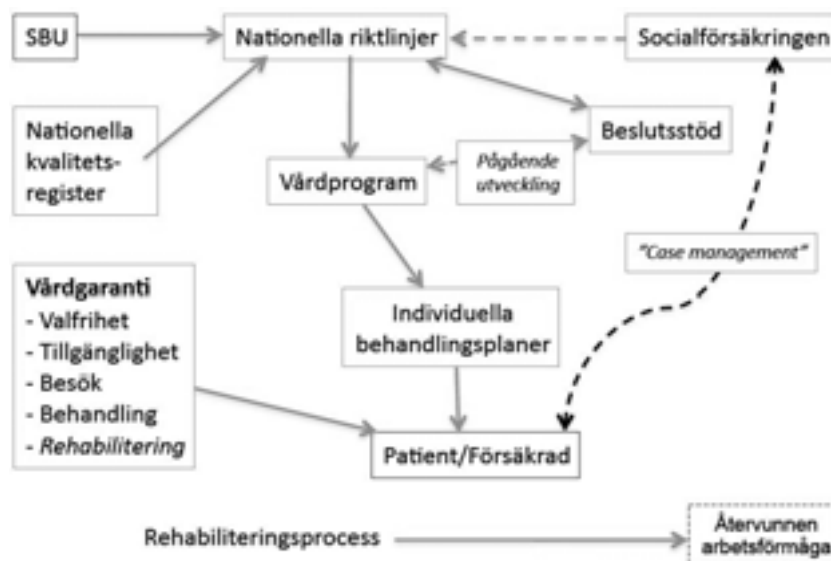 SBU
Nationella riktlinjer
Socialförsäkringen
Nationella
kvalitets-
register
Beslutsstöd
Vårdprogram
Pågående
utveckling
"Case management"
Vårdgaranti
- Valfrihet
- Tillgänglighet
- Besök
- Behandling
- Rehabilitering
Individuella
behandlingsplaner
Patient/Försäkrad
Rehabiliteringsprocess
Återvunnen
arbetsförmåga